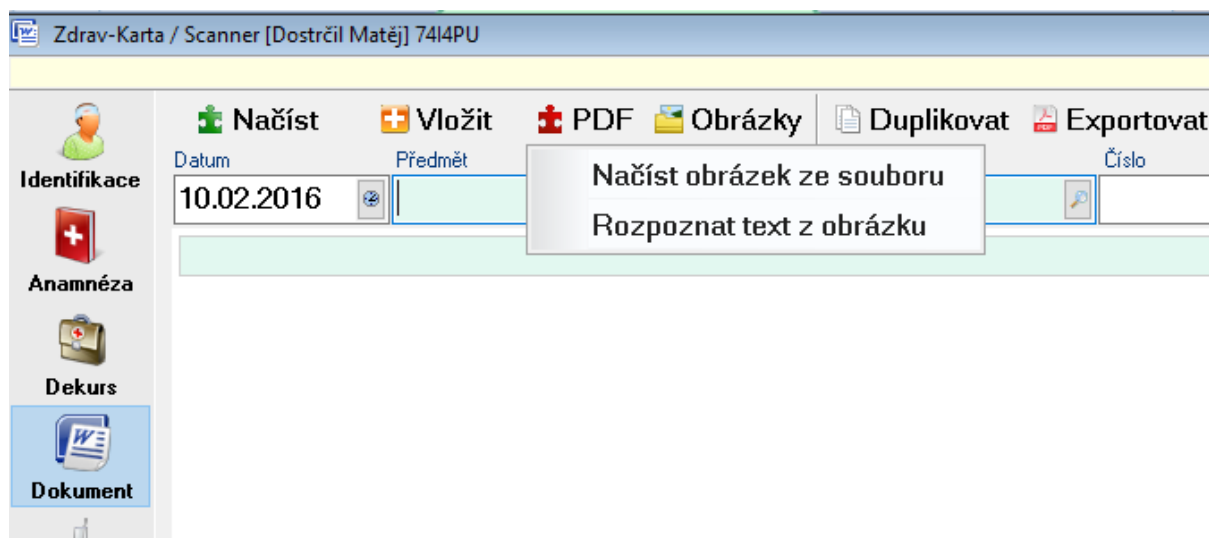 Zdrav-Karta / Scanner [Dostrčil Matěj] 74I4PU
Načíst Vložit PDF Obrázky Duplikovat Exportovat
Identifikace
Datum Předmět Číslo
10.02.2016
Načíst obrázek ze souboru
Rozpoznat text z obrázku
Anamnéza
Dekurs
Dokument